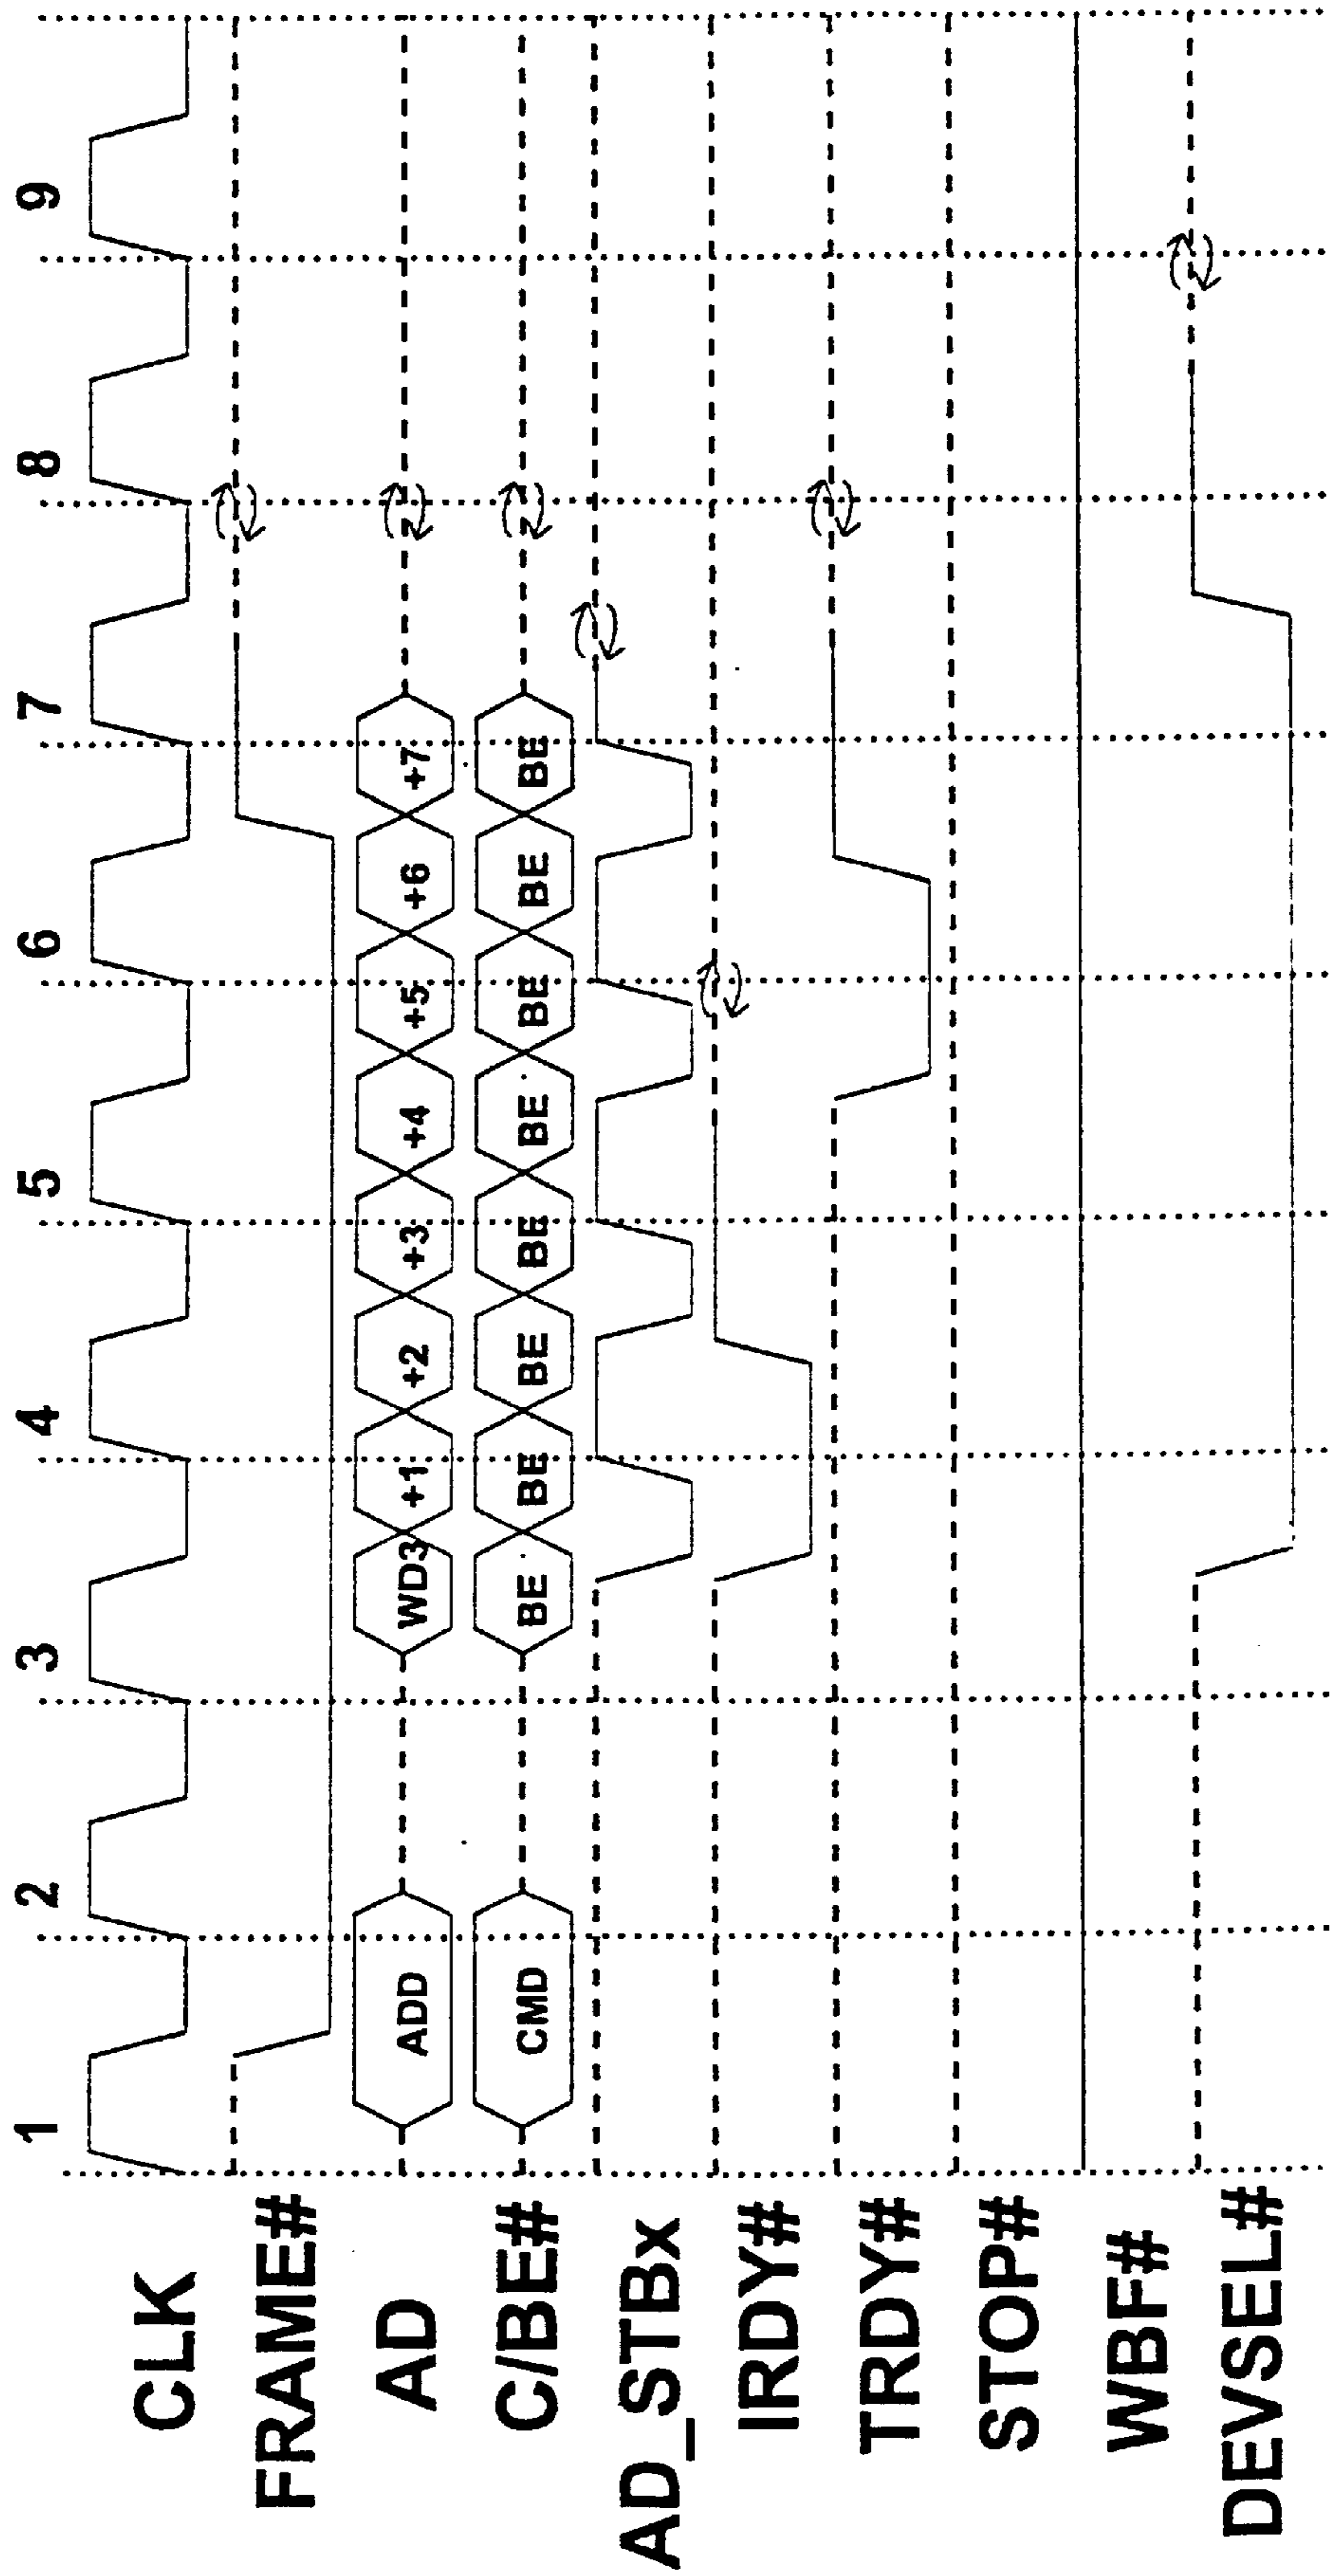 1 2 3 4 5 6 7 8 9
CLK
FRAME#
AD ADD WD3 +1 +2 +3 +4 +5 +6 +7
C/BE# CMD BE BE BE BE BE BE BE BE
AD_STBx
IRDY#
TRDY#
STOP#
WBF#
DEVSEL#